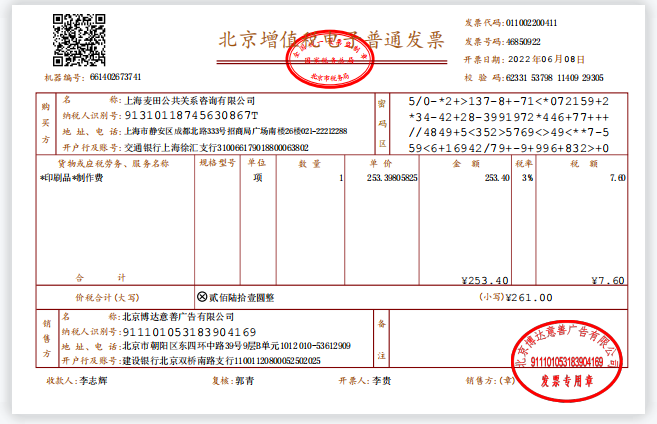 北京增值税电子普通发票
发票代码:011002200411
发票号码:46850922
开票日期:2022年06月08日
校 验 码:62331 53798 11409 29305
机器编号: 661402673741
国家税务总局
北京市税务局
购买方
名 称:上海麦田公共关系咨询有限公司
纳税人识别号:91310118745630867T
地 址、电 话:上海市静安区成都北路333号招商局广场南楼26楼021-22212288
开户行及账号:交通银行上海徐汇支行310066179018800063802
密码区
5/0-*2+>137-8+-71<*072159+2
*34-42+28-3991972*446+77+++
//4849+5<352>5769<>49<**7-5
59<6+16942/79+-9+996+832>+0
货物或应税劳务、服务名称 规格型号 单位 数 量 单 价 金 额 税率 税 额
*印刷品*制作费 项 1 253.39805825 253.40 3% 7.60
合 计 ¥253.40 ¥7.60
价税合计(大写) ⊗贰佰陆拾壹圆整 (小写)¥261.00
销售方
名 称:北京博达意善广告有限公司
纳税人识别号:911101053183904169
地 址、电 话:北京市朝阳区东四环中路39号9层B单元1012 010-53612909
开户行及账号:建设银行北京双桥南路支行11001120800052502025
备注
收款人:李志辉 复核:郭青 开票人:李贵 销售方:(章)
北京博达意善广告有限公司
911101053183904169
发票专用章